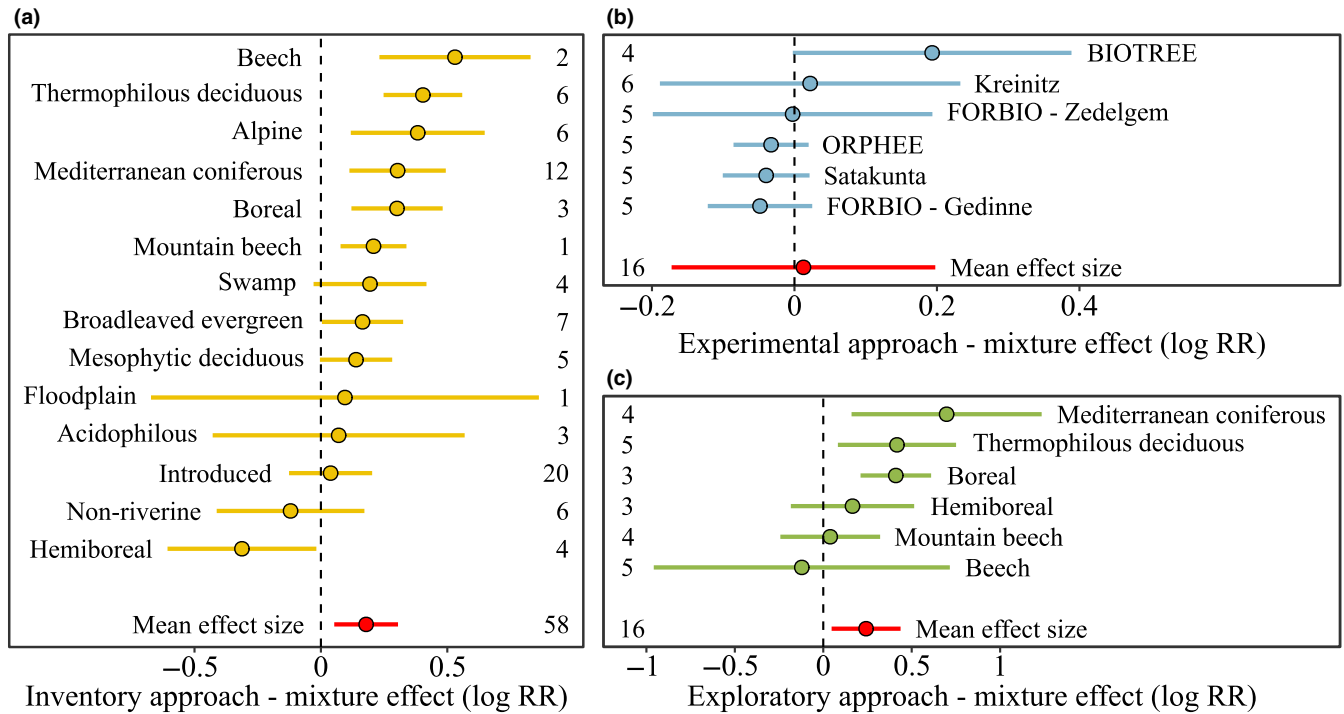 (a)
Beech 2
Thermophilous deciduous 6
Alpine 6
Mediterranean coniferous 12
Boreal 3
Mountain beech 1
Swamp 4
Broadleaved evergreen 7
Mesophytic deciduous 5
Floodplain 1
Acidophilous 3
Introduced 20
Non-riverine 6
Hemiboreal 4
Mean effect size 58
−0.5 0 0.5
Inventory approach - mixture effect (log RR)
(b)
4 BIOTREE
6 Kreinitz
5 FORBIO - Zedelgem
5 ORPHEE
5 Satakunta
5 FORBIO - Gedinne
16 Mean effect size
−0.2 0 0.2 0.4
Experimental approach - mixture effect (log RR)
(c)
4 Mediterranean coniferous
5 Thermophilous deciduous
3 Boreal
3 Hemiboreal
4 Mountain beech
5 Beech
16 Mean effect size
−1 −0.5 0 0.5 1
Exploratory approach - mixture effect (log RR)